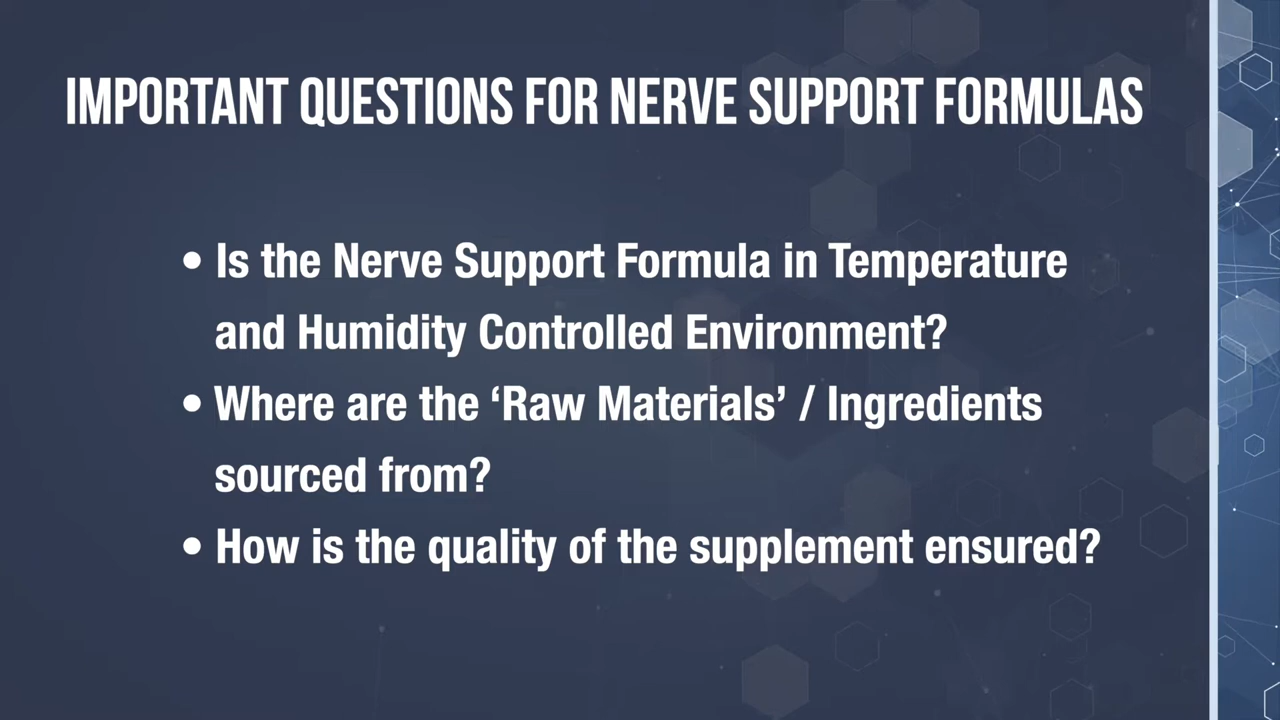 IMPORTANT QUESTIONS FOR NERVE SUPPORT FORMULAS
• Is the Nerve Support Formula in Temperature
and Humidity Controlled Environment?
• Where are the ‘Raw Materials’ / Ingredients
sourced from?
• How is the quality of the supplement ensured?